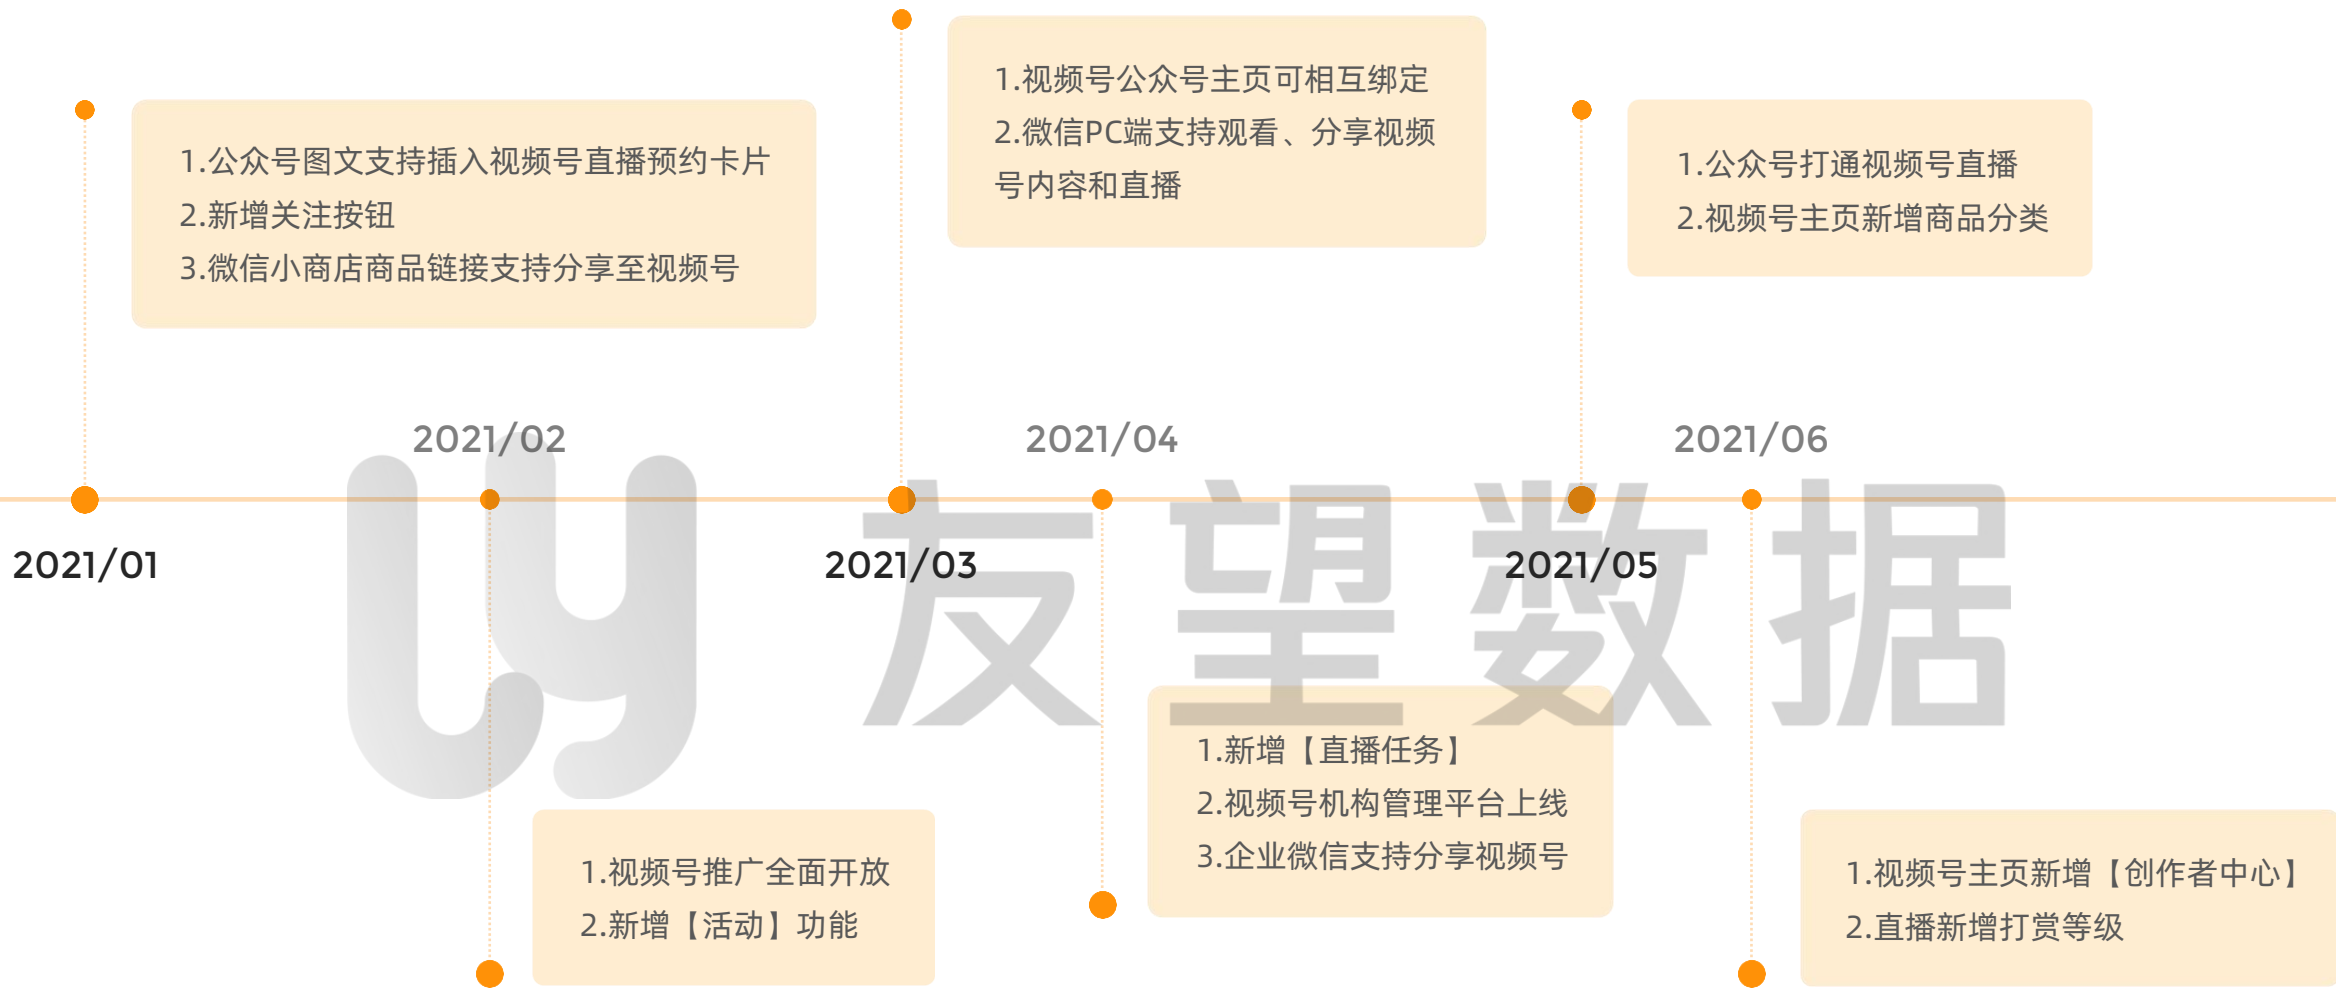 2021/01
1.公众号图文支持插入视频号直播预约卡片
2.新增关注按钮
3.微信小商店商品链接支持分享至视频号
2021/02
1.视频号推广全面开放
2.新增【活动】功能
2021/03
1.视频号公众号主页可相互绑定
2.微信PC端支持观看、分享视频
号内容和直播
2021/04
1.新增【直播任务】
2.视频号机构管理平台上线
3.企业微信支持分享视频号
2021/05
1.公众号打通视频号直播
2.视频号主页新增商品分类
2021/06
1.视频号主页新增【创作者中心】
2.直播新增打赏等级
友望数据